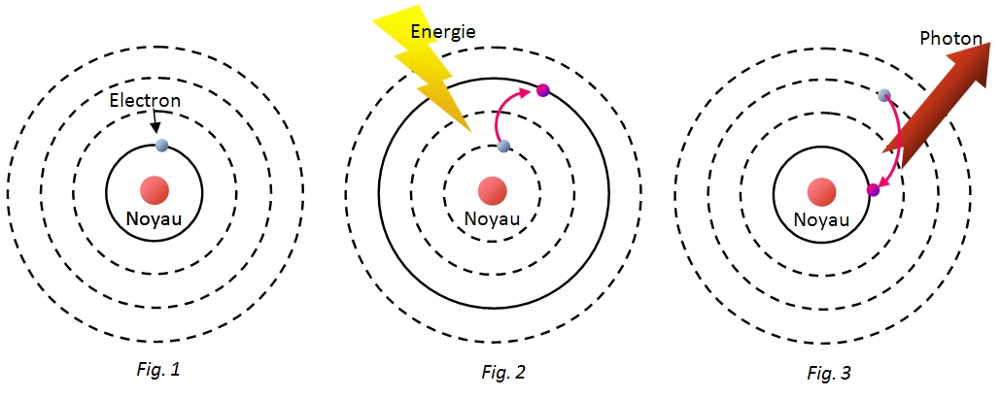 Electron
Noyau
Fig. 1
Energie
Noyau
Fig. 2
Photon
Noyau
Fig. 3